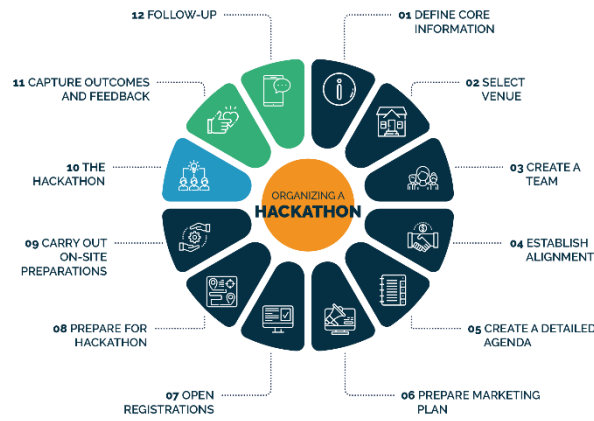 12 FOLLOW-UP
01 DEFINE CORE
INFORMATION
11 CAPTURE OUTCOMES
AND FEEDBACK
02 SELECT
VENUE
10 THE
HACKATHON
03 CREATE A
TEAM
ORGANIZING A
HACKATHON
09 CARRY OUT
ON-SITE
PREPARATIONS
04 ESTABLISH
ALIGNMENT
08 PREPARE FOR
HACKATHON
05 CREATE A DETAILED
AGENDA
07 OPEN
REGISTRATIONS
06 PREPARE MARKETING
PLAN